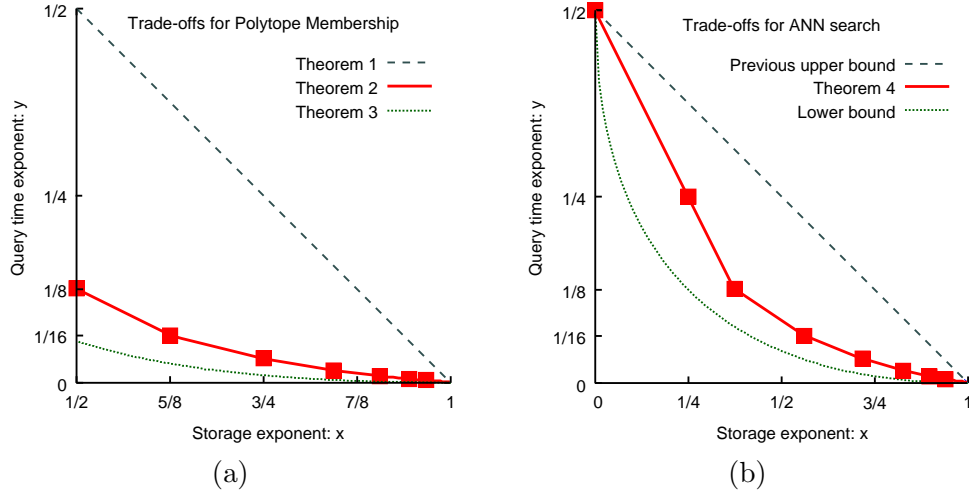 Trade-offs for Polytope Membership
Theorem 1
Theorem 2
Theorem 3
Query time exponent: y
1/2
1/4
1/8
1/16
0
1/2
5/8
3/4
7/8
1
Storage exponent: x
(a)
Trade-offs for ANN search
Previous upper bound
Theorem 4
Lower bound
Query time exponent: y
1/2
1/4
1/8
1/16
0
0
1/4
1/2
3/4
1
Storage exponent: x
(b)